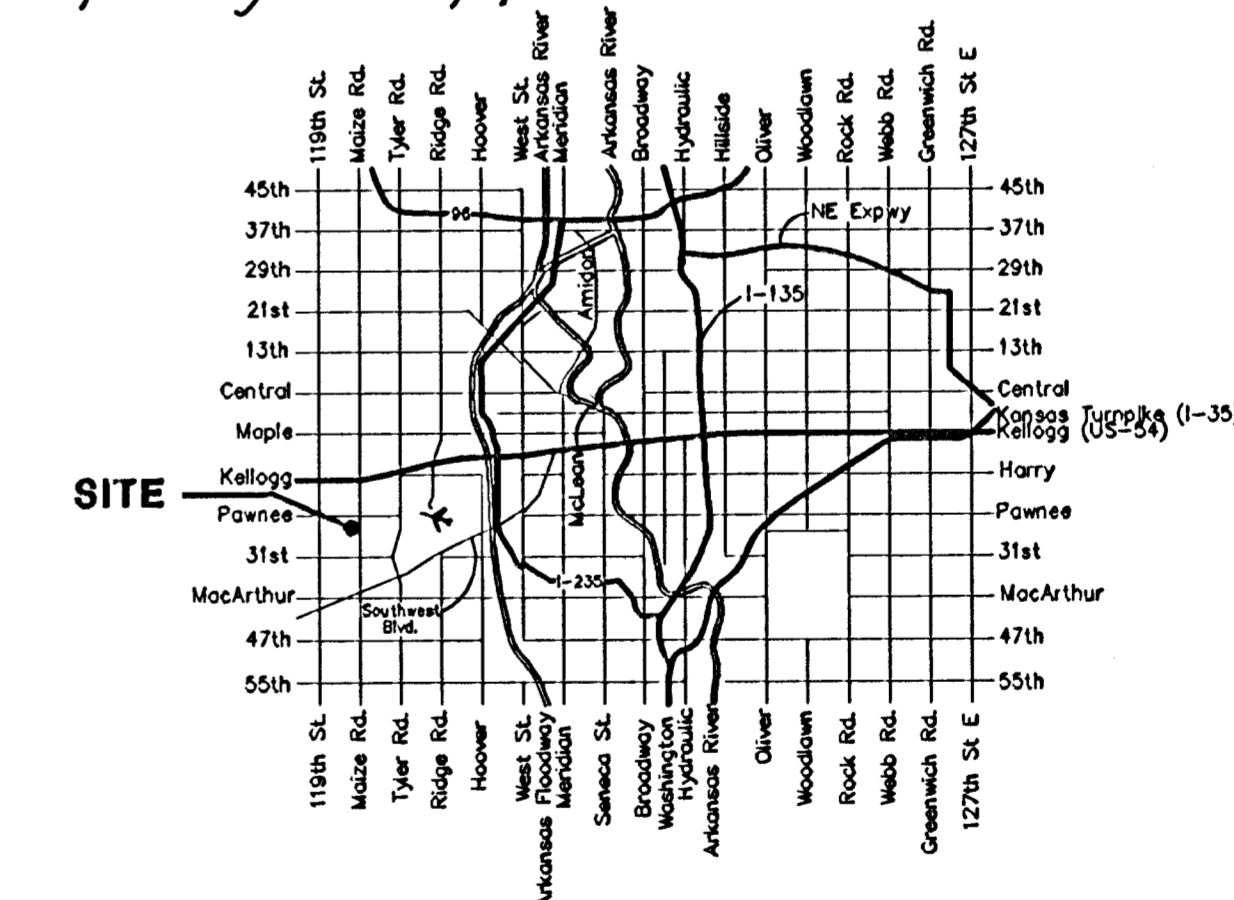 119th St.
Maize Rd.
Tyler Rd.
Ridge Rd.
Hoover
West St.
Arkansas River
Meridian
Arkansas River
Broadway
Hydraulic
Hillside
Oliver
Woodlawn
Rock Rd.
Webb Rd.
Greenwich Rd.
127th St E
45th
45th
96
NE Expwy
37th
37th
29th
29th
Amidon
I-135
21st
21st
13th
13th
Central
Central
Kansas Turnpike (I-35)
Maple
Kellogg (US-54)
McLean
Kellogg
Harry
SITE
Pawnee
Pawnee
31st
31st
I-235
MacArthur
MacArthur
Southwest
Blvd.
47th
47th
55th
55th
119th St.
Maize Rd.
Tyler Rd.
Ridge Rd.
Hoover
West St.
Arkansas Floodway
Meridian
Seneca St.
Broadway
Washington
Hydraulic
Arkansas River
Oliver
Woodlawn
Rock Rd.
Webb Rd.
Greenwich Rd.
127th St E